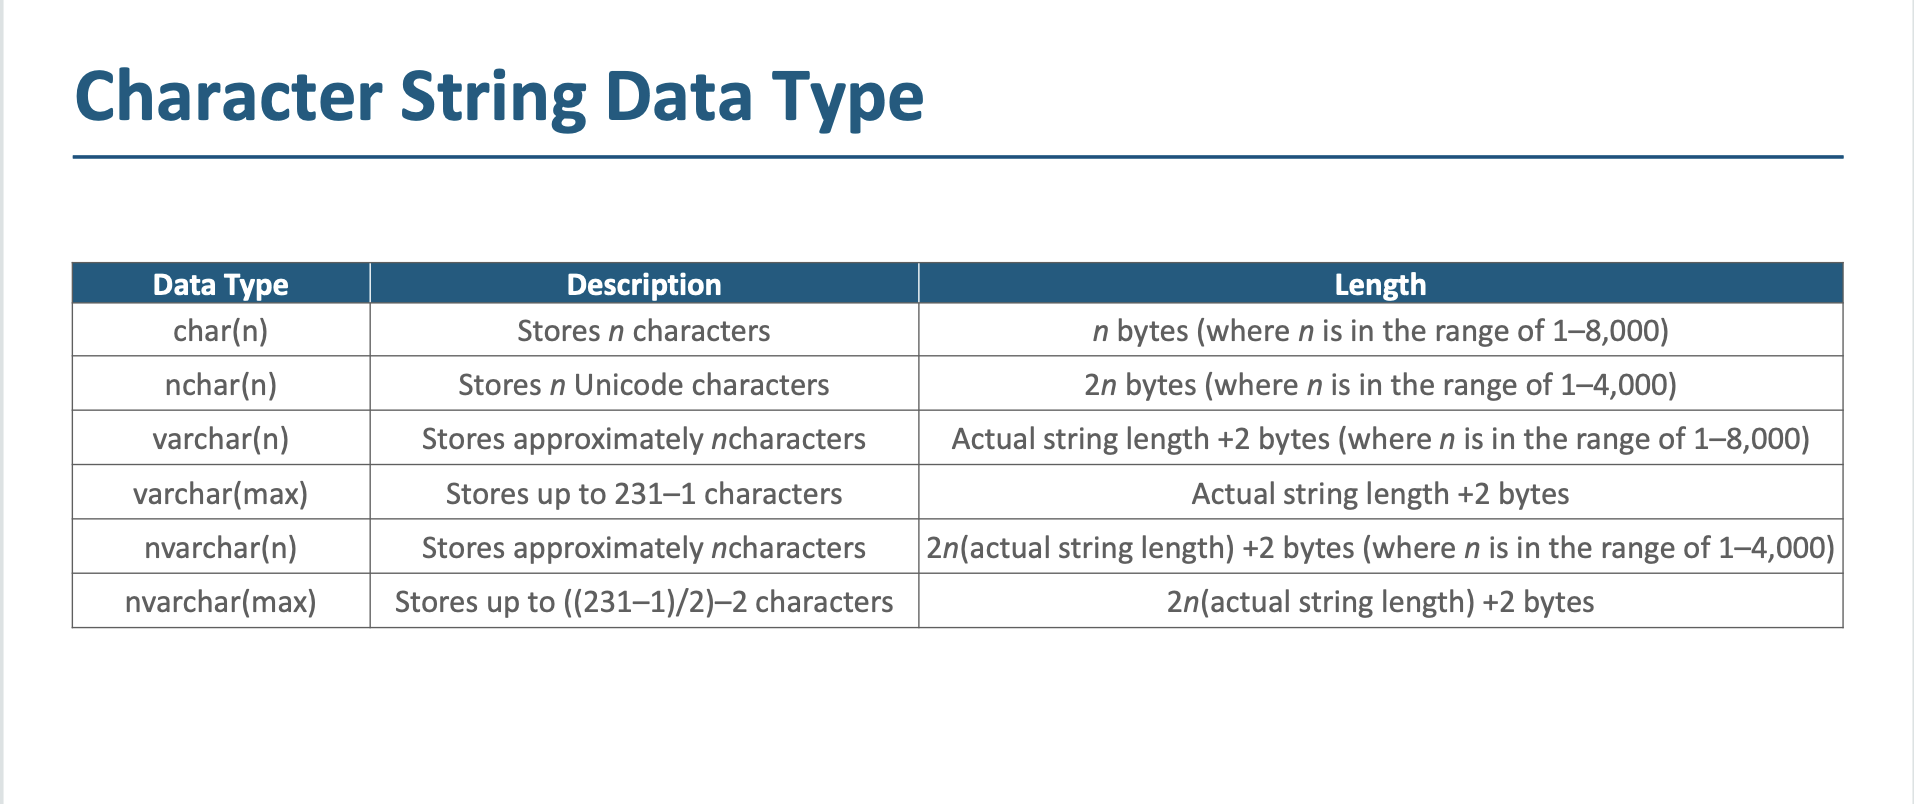 Character String Data Type
Data Type Description Length
char(n) Stores n characters n bytes (where n is in the range of 1–8,000)
nchar(n) Stores n Unicode characters 2n bytes (where n is in the range of 1–4,000)
varchar(n) Stores approximately ncharacters Actual string length +2 bytes (where n is in the range of 1–8,000)
varchar(max) Stores up to 231–1 characters Actual string length +2 bytes
nvarchar(n) Stores approximately ncharacters 2n(actual string length) +2 bytes (where n is in the range of 1–4,000)
nvarchar(max) Stores up to ((231–1)/2)–2 characters 2n(actual string length) +2 bytes